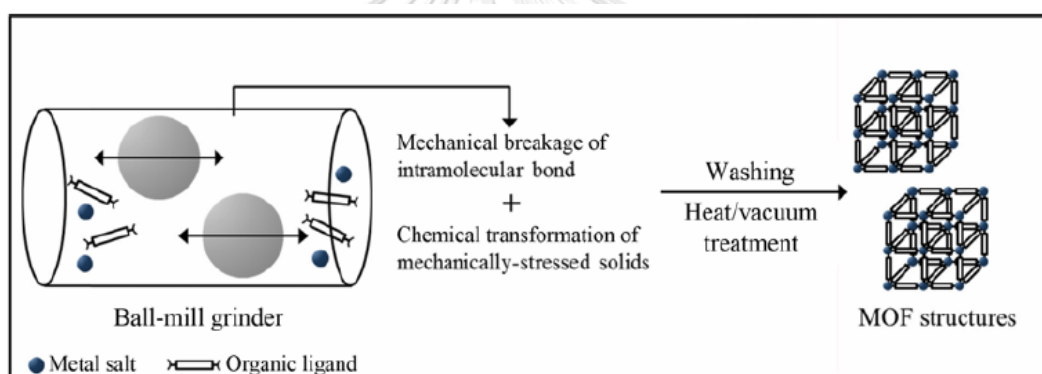 Mechanical breakage of
intramolecular bond
+
Chemical transformation of
mechanically-stressed solids
Washing
Heat/vacuum
treatment
Ball-mill grinder
MOF structures
Metal salt
Organic ligand